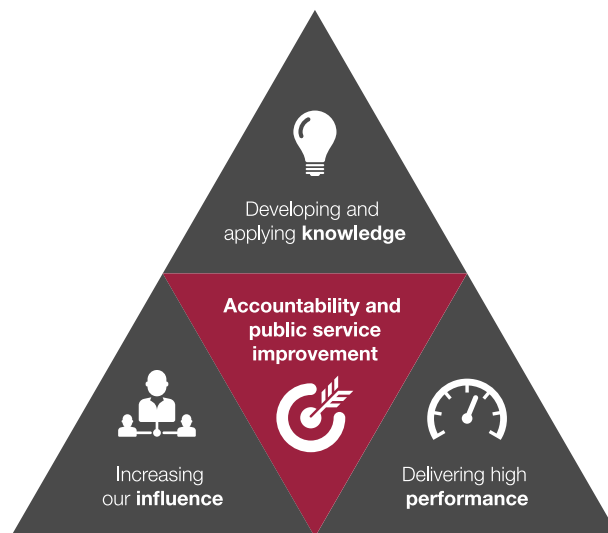 Developing and
applying knowledge
Accountability and
public service
improvement
Increasing
our influence
Delivering high
performance